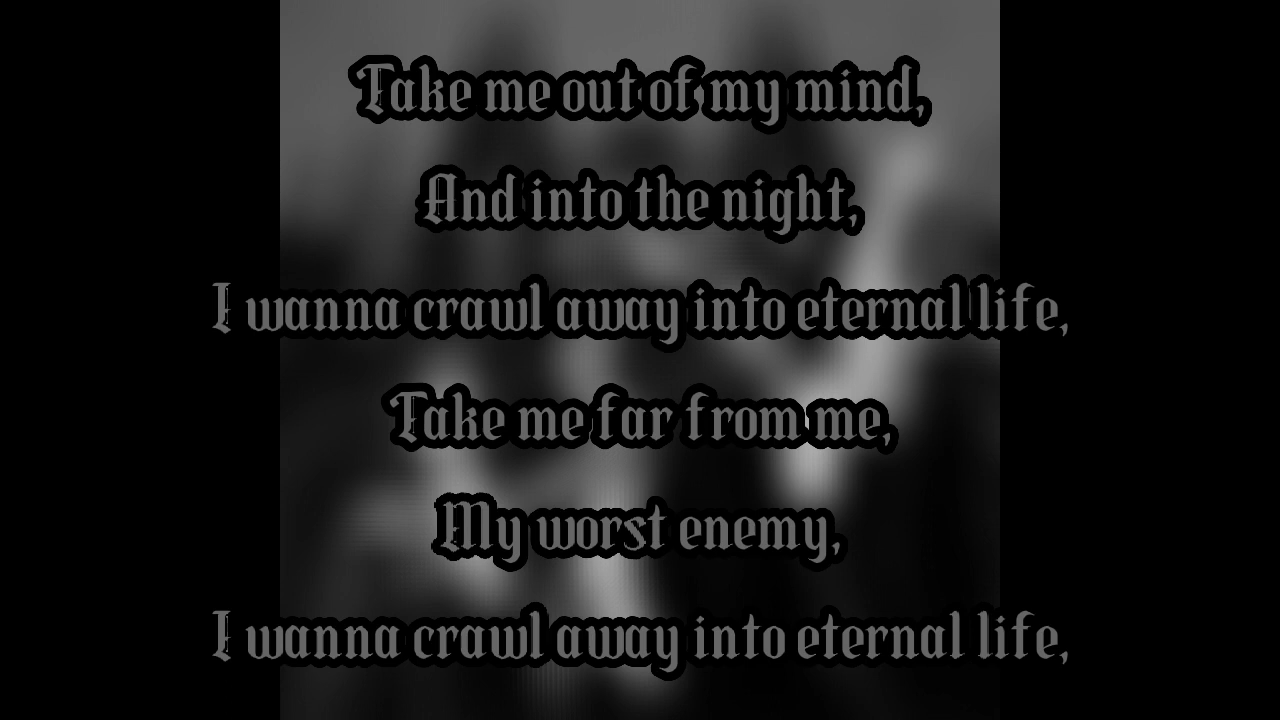 Take me out of my mind,
And into the night,
I wanna crawl away into eternal life,
Take me far from me,
My worst enemy,
I wanna crawl away into eternal life,